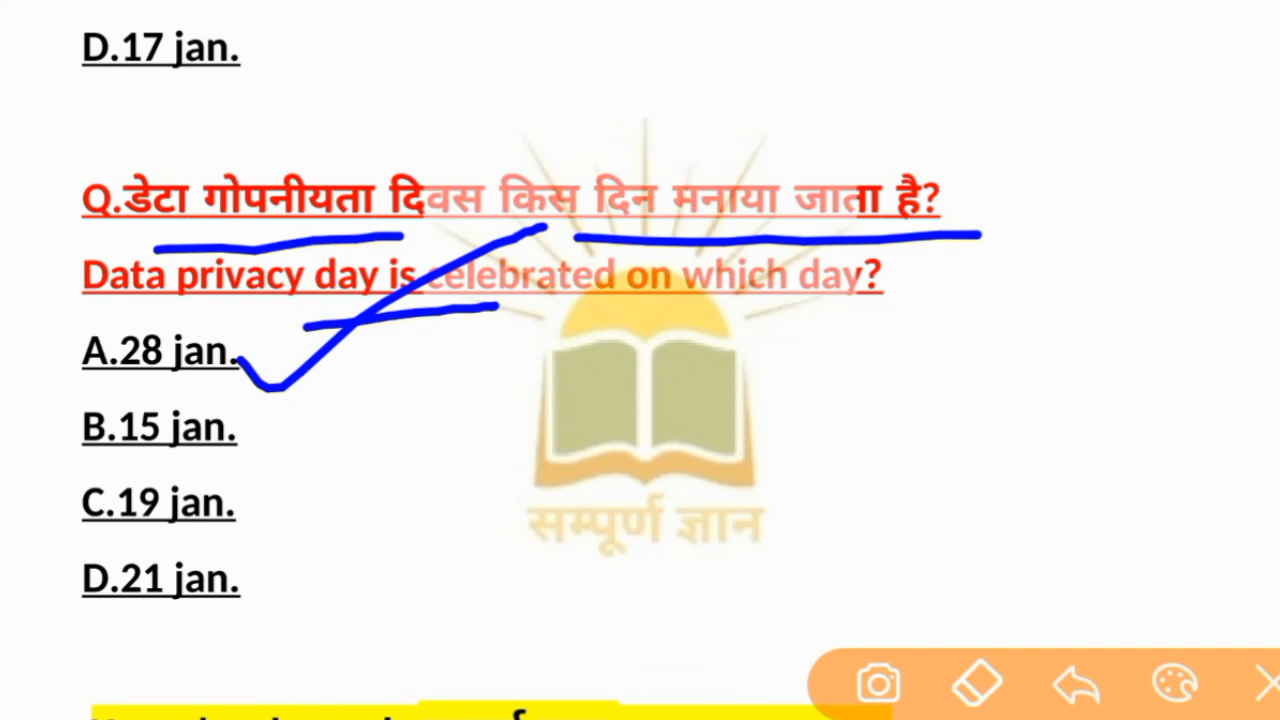 D.17 jan.
Q.डेटा गोपनीयता दिवस किस दिन मनाया जाता है?
Data privacy day is celebrated on which day?
A.28 jan.
B.15 jan.
C.19 jan.
D.21 jan.
सम्पूर्ण ज्ञान